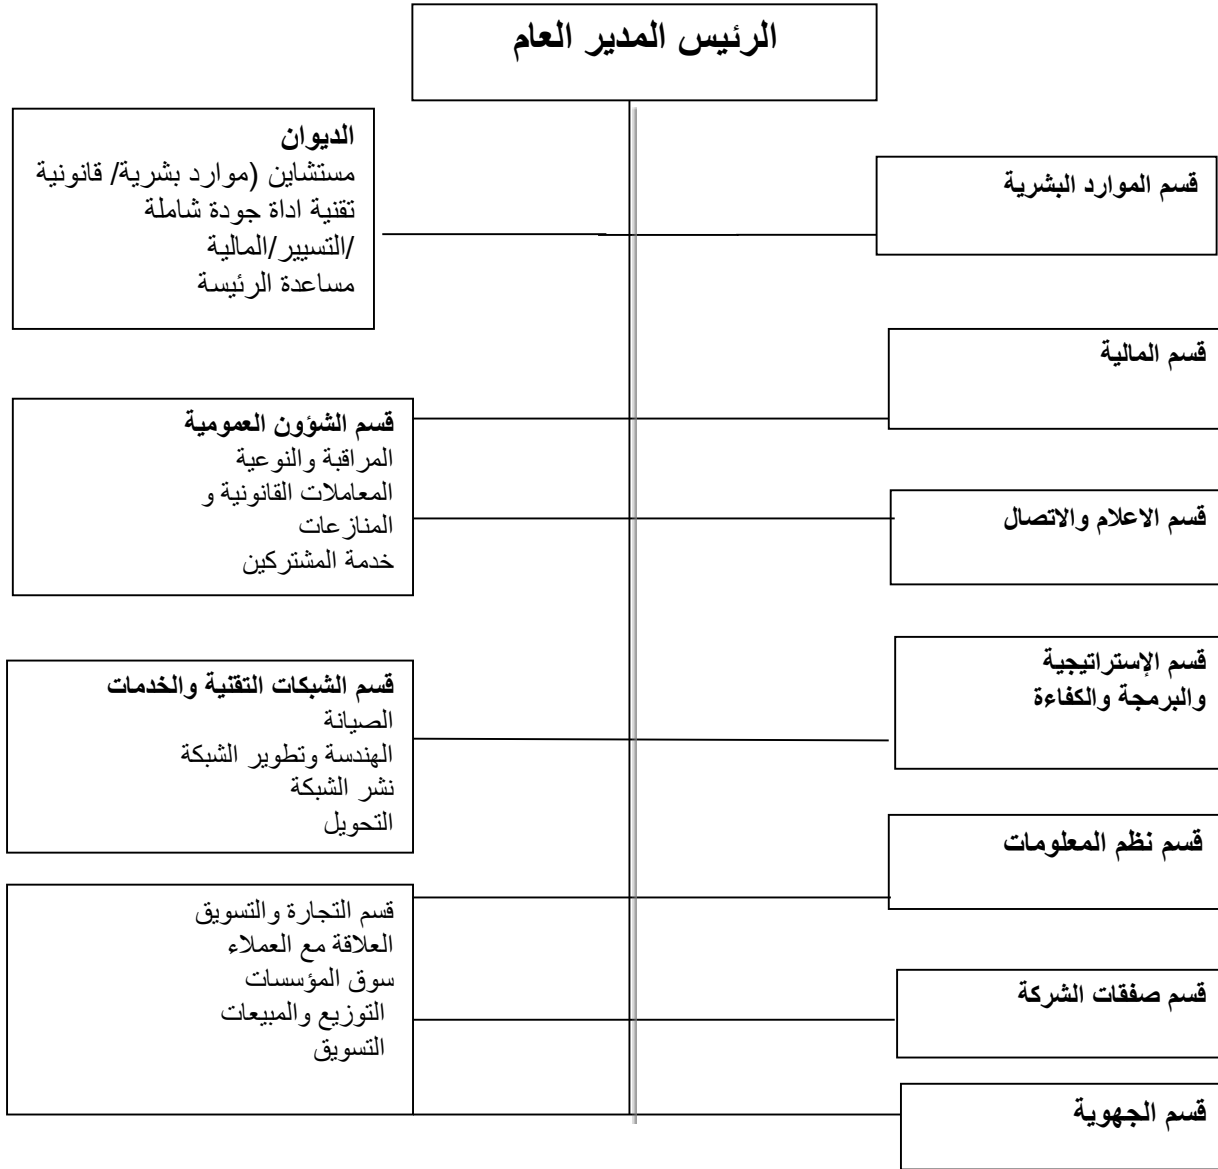 الرئيس المدير العام
الديوان
مستشاين (موارد بشرية/ قانونية
تقنية اداة جودة شاملة
/التسيير/المالية
مساعدة الرئيسة
قسم الموارد البشرية
قسم المالية
قسم الشؤون العمومية
المراقبة والنوعية
المعاملات القانونية و
المنازعات
خدمة المشتركين
قسم الاعلام والاتصال
قسم الإستراتيجية
والبرمجة والكفاءة
قسم الشبكات التقنية والخدمات
الصيانة
الهندسة وتطوير الشبكة
نشر الشبكة
التحويل
قسم نظم المعلومات
قسم التجارة والتسويق
العلاقة مع العملاء
سوق المؤسسات
التوزيع والمبيعات
التسويق
قسم صفقات الشركة
قسم الجهوية